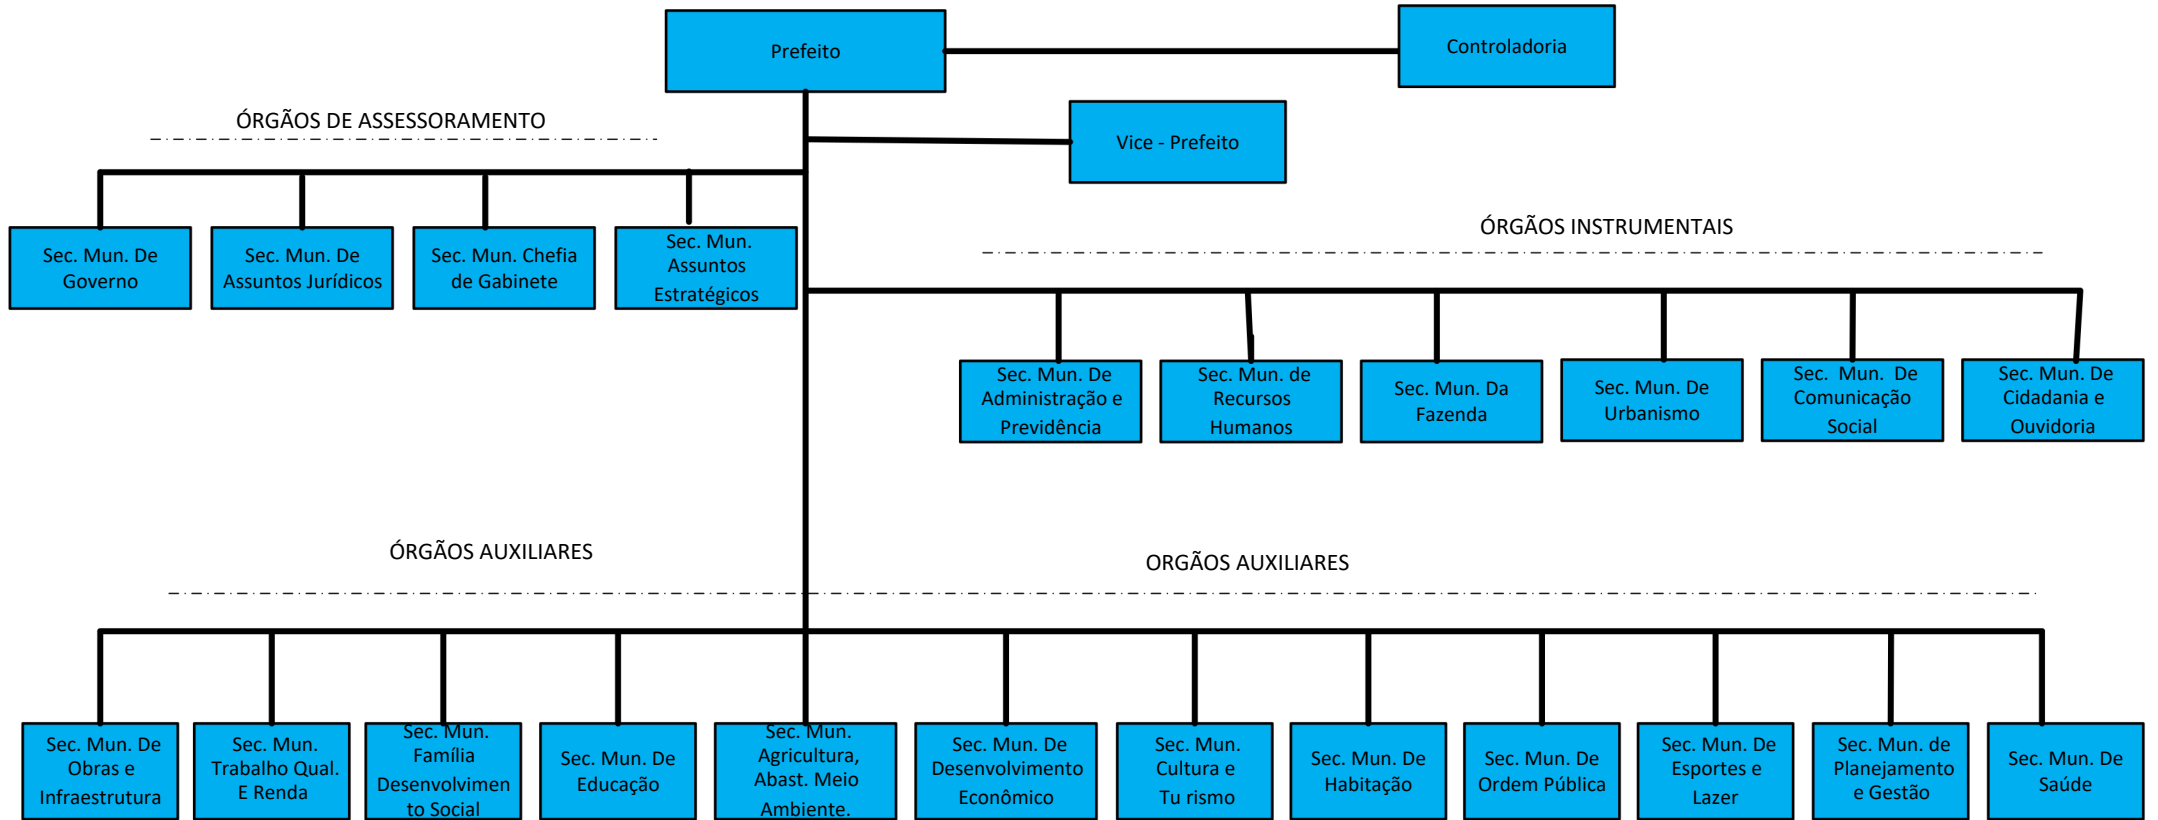 Prefeito
Controladoria
ÓRGÃOS DE ASSESSORAMENTO
Vice - Prefeito
Sec. Mun. De
Governo
Sec. Mun. De
Assuntos Jurídicos
Sec. Mun. Chefia
de Gabinete
Sec. Mun.
Assuntos
Estratégicos
ÓRGÃOS INSTRUMENTAIS
Sec. Mun. De
Administração e
Previdência
Sec. Mun. de
Recursos
Humanos
Sec. Mun. Da
Fazenda
Sec. Mun. De
Urbanismo
Sec. Mun. De
Comunicação
Social
Sec. Mun. De
Cidadania e
Ouvidoria
ÓRGÃOS AUXILIARES
ORGÃOS AUXILIARES
Sec. Mun. De
Obras e
Infraestrutura
Sec. Mun.
Trabalho Qual.
E Renda
Sec. Mun.
Família
Desenvolvimen
to Social
Sec. Mun. De
Educação
Sec. Mun.
Agricultura,
Abast. Meio
Ambiente.
Sec. Mun. De
Desenvolvimento
Econômico
Sec. Mun.
Cultura e
Tu rismo
Sec. Mun. De
Habitação
Sec. Mun. De
Ordem Pública
Sec. Mun. De
Esportes e
Lazer
Sec. Mun. de
Planejamento
e Gestão
Sec. Mun. De
Saúde